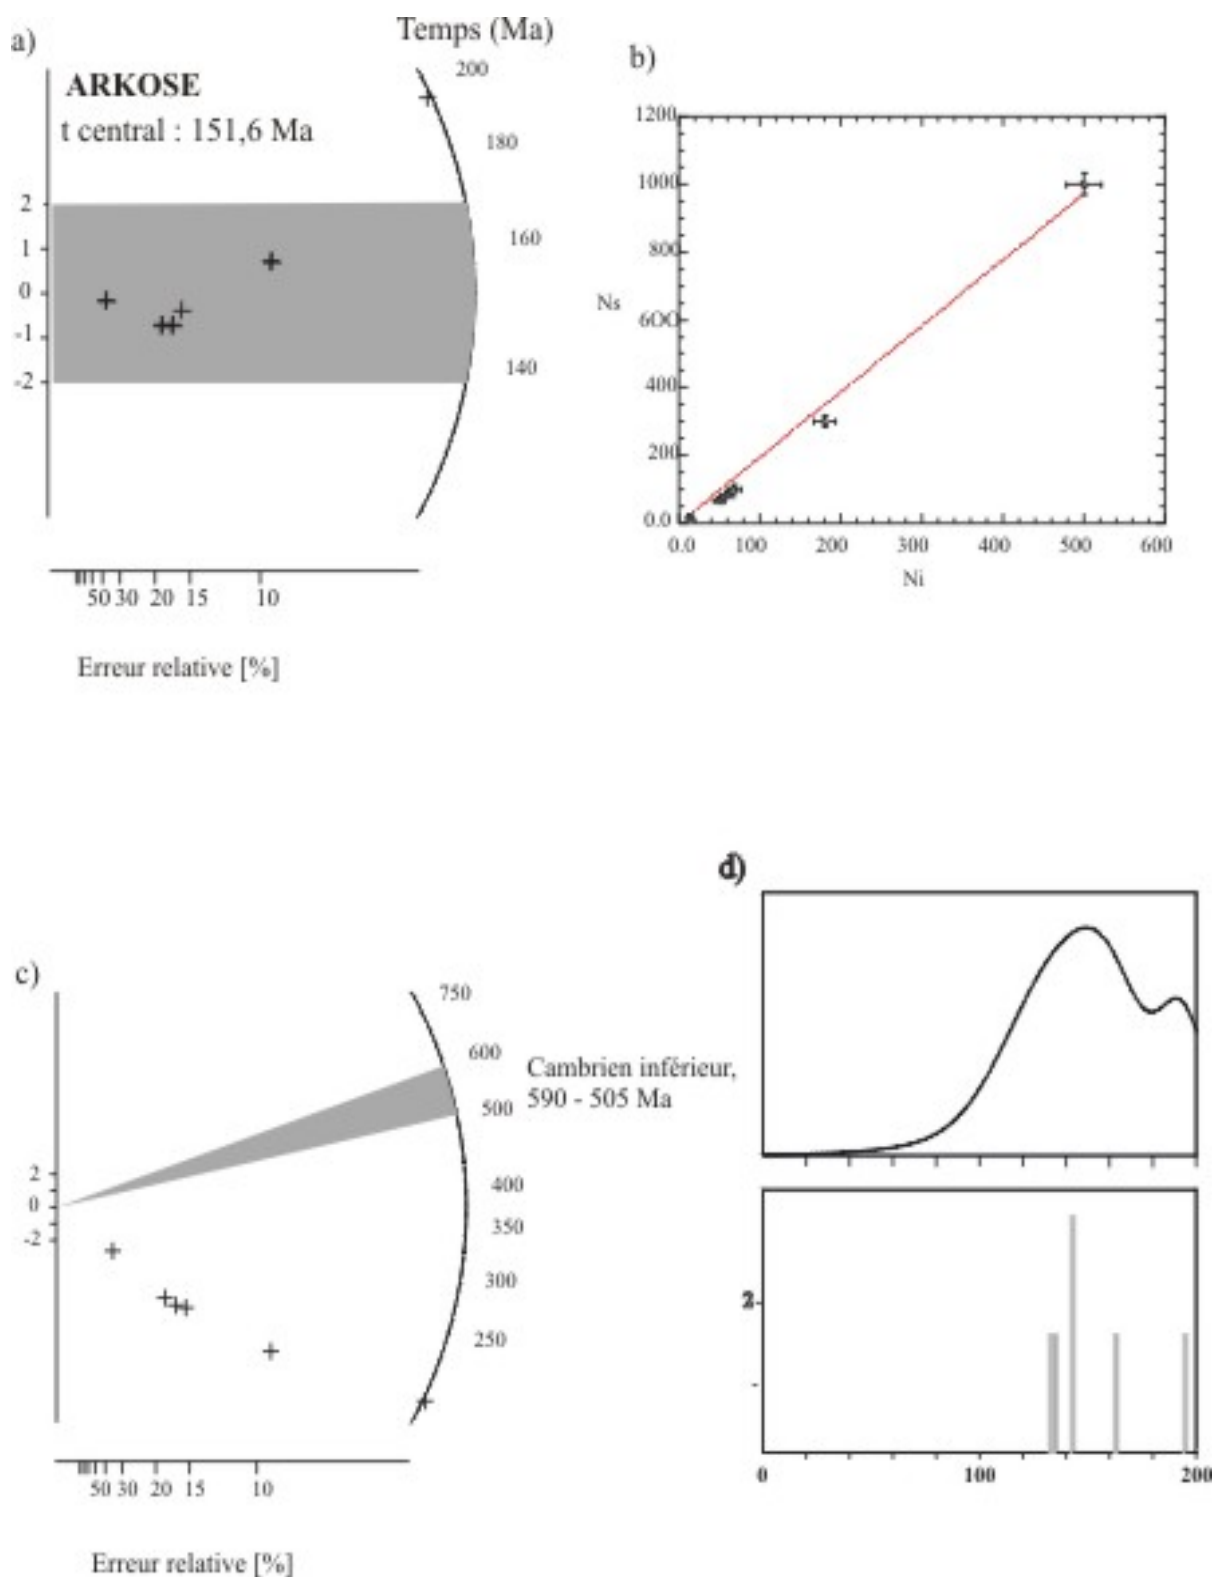 a)
Temps (Ma)
ARKOSE
t central : 151,6 Ma
200
180
160
140
2
1
0
-1
-2
50 30 20 15 10
Erreur relative [%]
b)
1200
1000
800
600
400
200
0.0
Ns
0.0 100 200 300 400 500 600
Ni
c)
750
600
500
400
350
300
250
Cambrien inférieur,
590 - 505 Ma
2
0
-2
50 30 20 15 10
Erreur relative [%]
d)
2
-
0 100 200